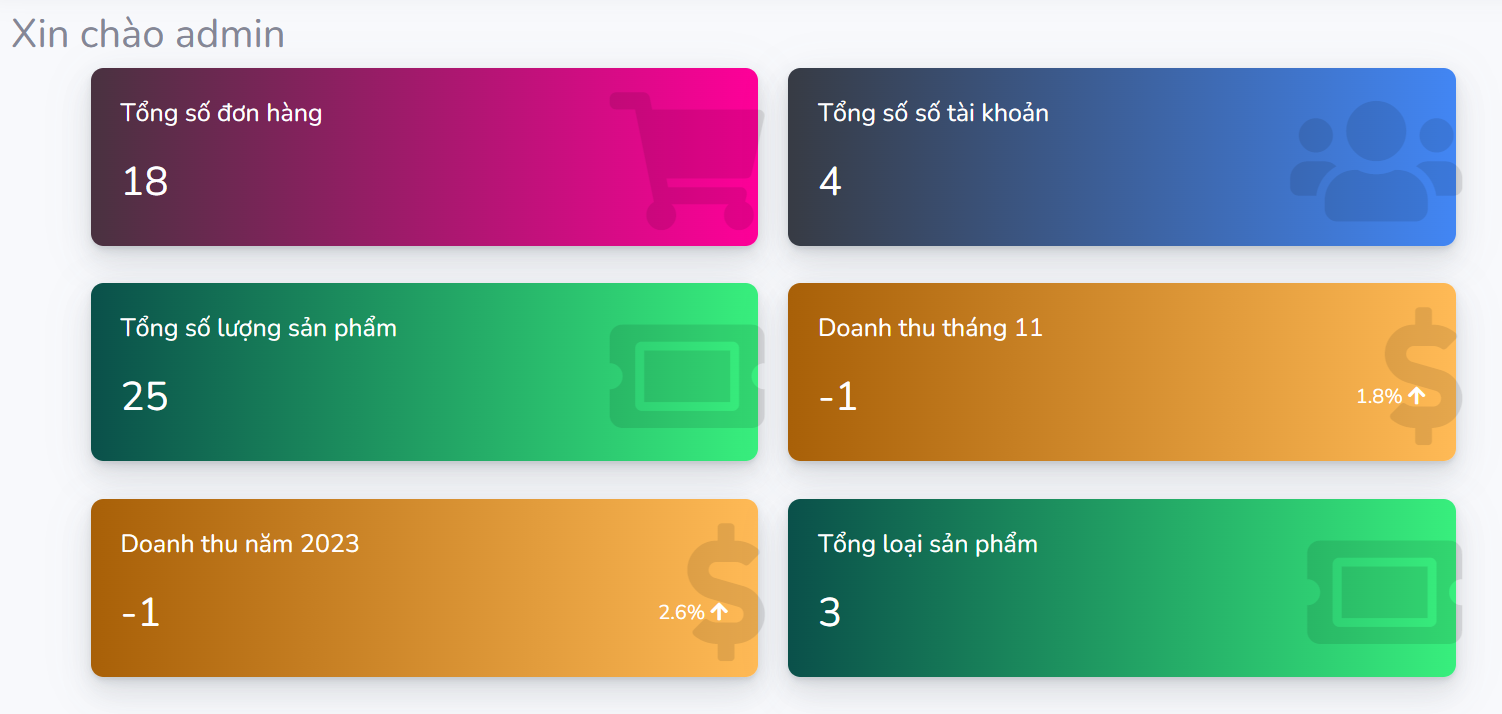 Xin chào admin
Tổng số đơn hàng
18
Tổng số số tài khoản
4
Tổng số lượng sản phẩm
25
Doanh thu tháng 11
-1
1.8%
Doanh thu năm 2023
-1
2.6%
Tổng loại sản phẩm
3